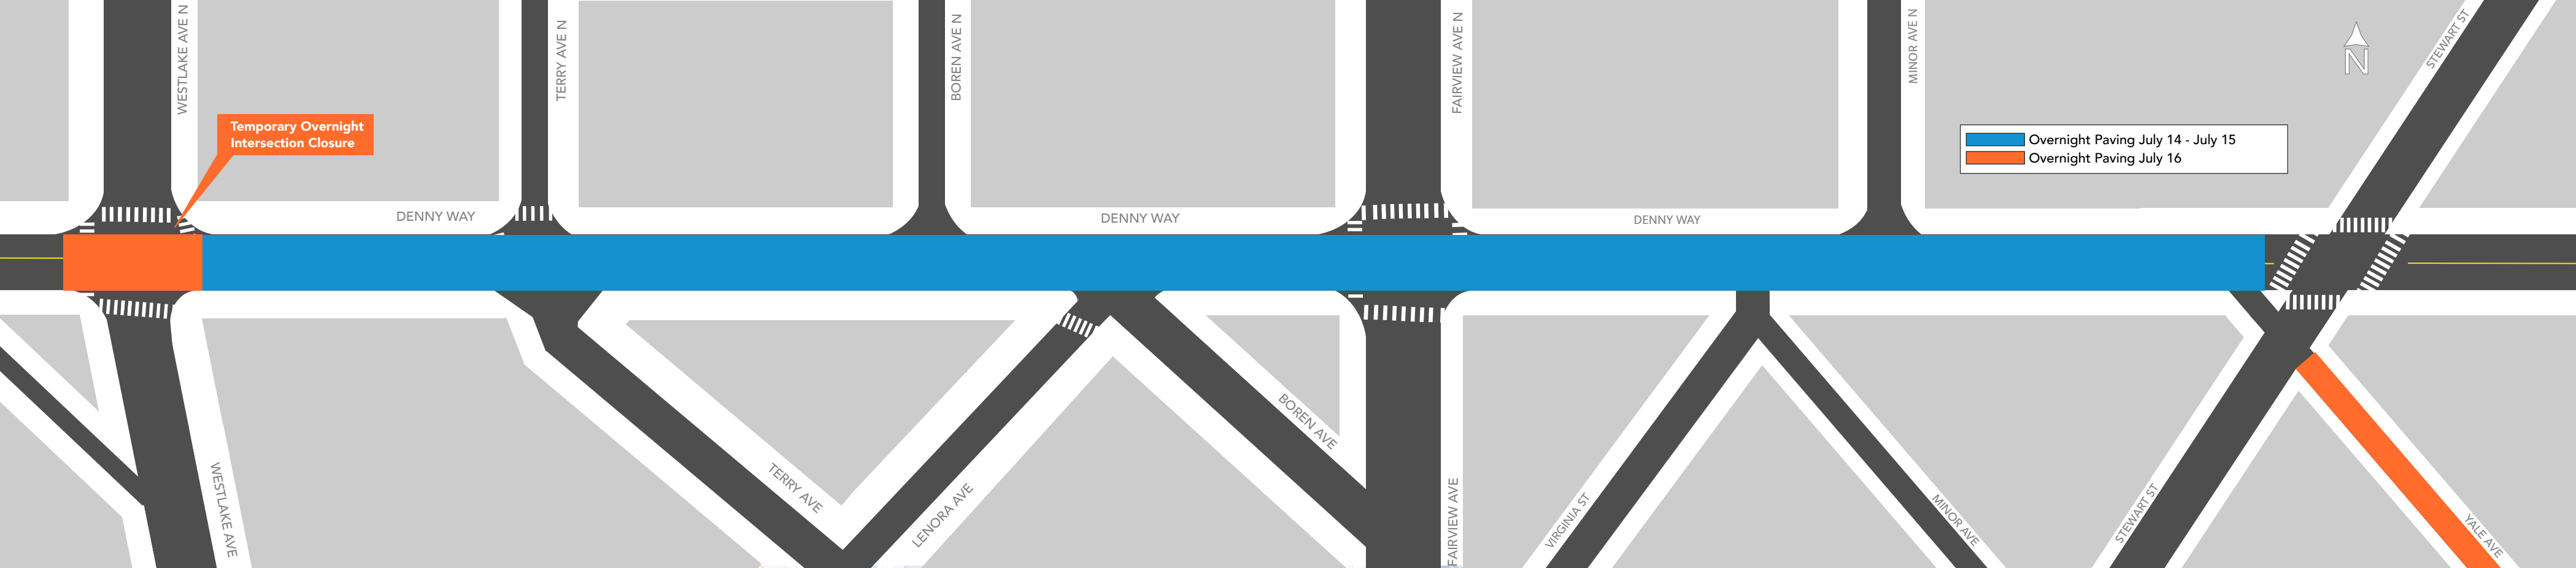 WESTLAKE AVE N
TERRY AVE N
BOREN AVE N
FAIRVIEW AVE N
MINOR AVE N
STEWART ST
N
Temporary Overnight
Intersection Closure
Overnight Paving July 14 - July 15
Overnight Paving July 16
DENNY WAY
DENNY WAY
DENNY WAY
WESTLAKE AVE
TERRY AVE
LENORA AVE
BOREN AVE
FAIRVIEW AVE
VIRGINIA ST
MINOR AVE
STEWART ST
YALE AVE